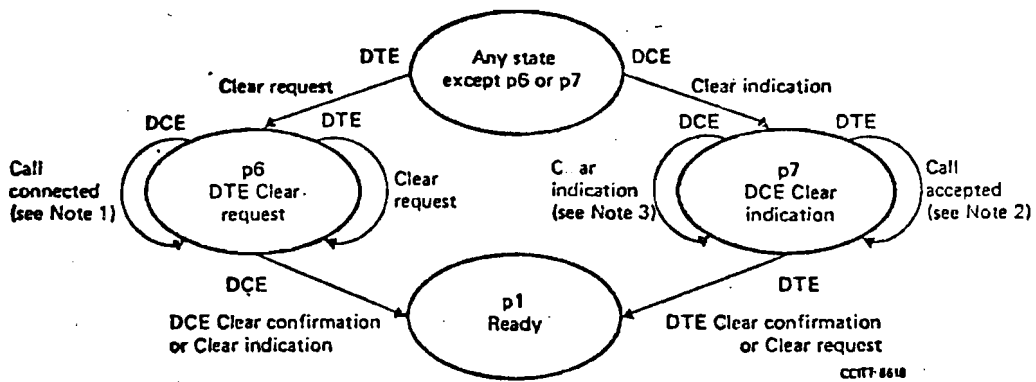 Any state
except p6 or p7
DTE
DCE
Clear request
Clear indication
DCE
DTE
DCE
DTE
Call
connected
(see Note 1)
p6
DTE Clear
request
Clear
request
C ar
indication
(see Note 3)
p7
DCE Clear
indication
Call
accepted
(see Note 2)
DCE
DTE
p1
Ready
DCE Clear confirmation
or Clear indication
DTE Clear confirmation
or Clear request